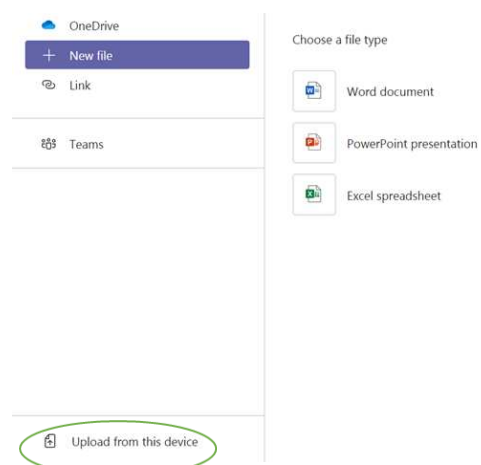 OneDrive
New file
Link
Teams
Upload from this device
Choose a file type
Word document
PowerPoint presentation
Excel spreadsheet